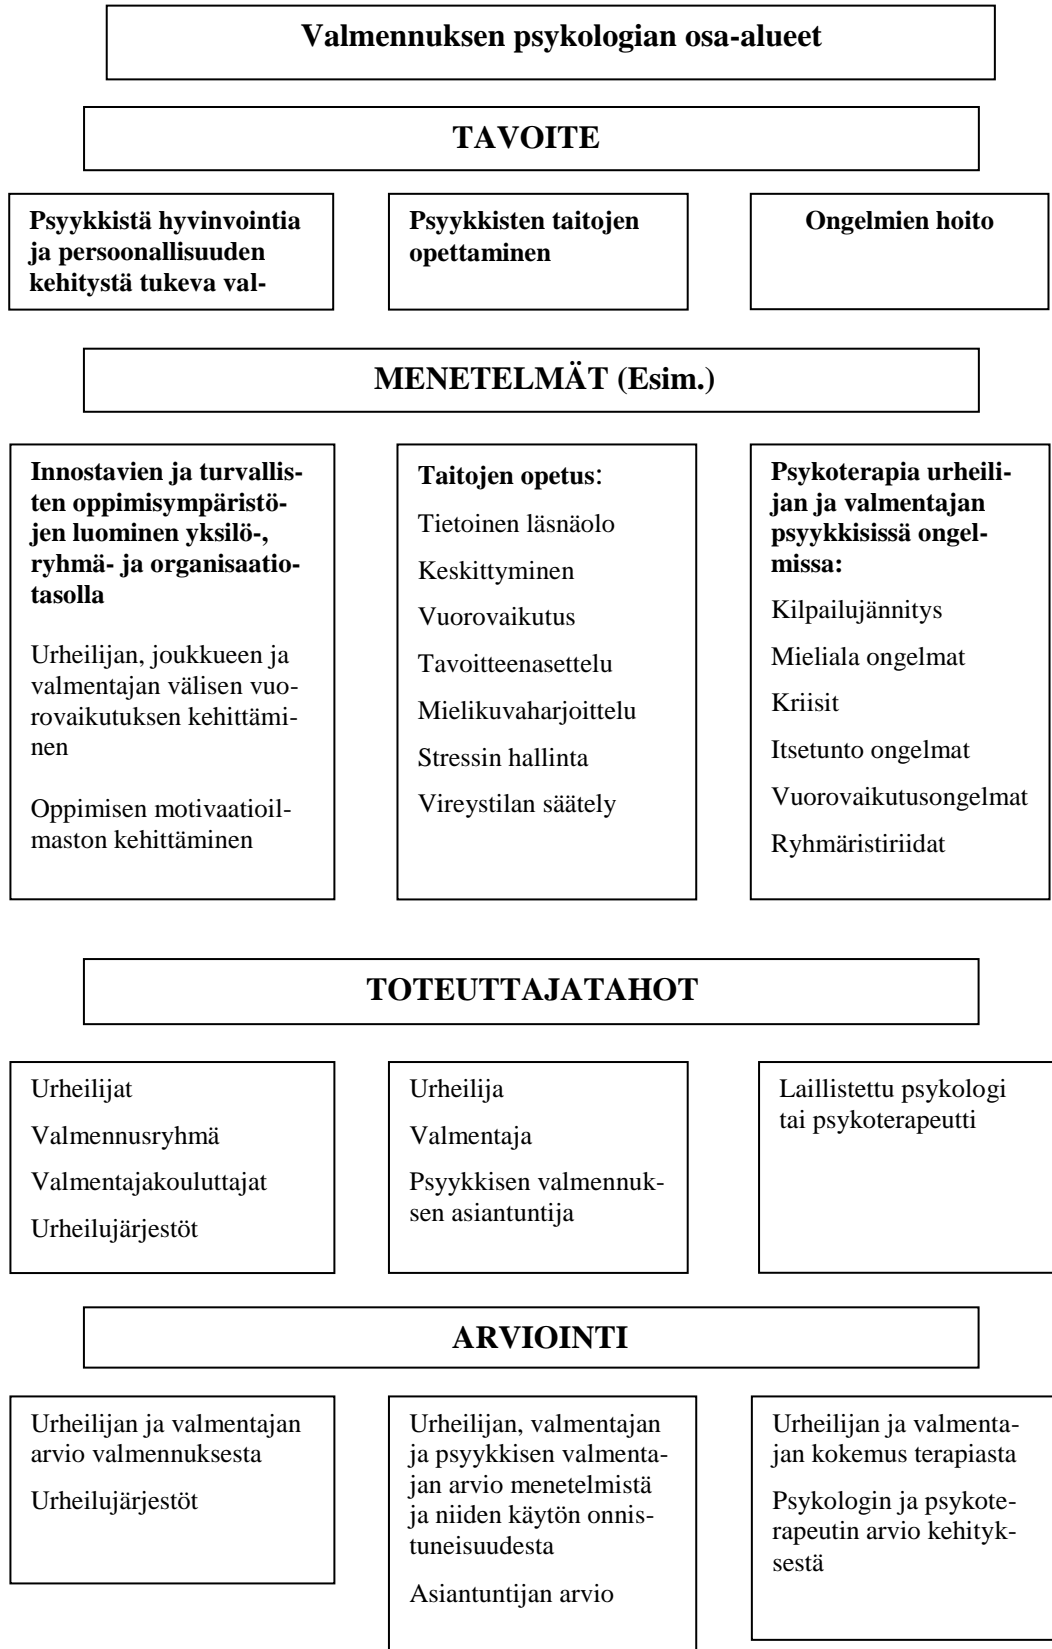 Valmennuksen psykologian osa-alueet
TAVOITE
Psyykkistä hyvinvointia
ja persoonallisuuden
kehitystä tukeva val-
Psyykkisten taitojen
opettaminen
Ongelmien hoito
MENETELMÄT (Esim.)
Innostavien ja turvallis-
ten oppimisympäristö-
jen luominen yksilö-,
ryhmä- ja organisaatio-
tasolla
Urheilijan, joukkueen ja
valmentajan välisen vuo-
rovaikutuksen kehittämi-
nen
Oppimisen motivaatioil-
maston kehittäminen
Taitojen opetus:
Tietoinen läsnäolo
Keskittyminen
Vuorovaikutus
Tavoitteenasettelu
Mielikuvaharjoittelu
Stressin hallinta
Vireystilan säätely
Psykoterapia urheili-
jan ja valmentajan
psyykkisissä ongel-
missa:
Kilpailujännitys
Mieliala ongelmat
Kriisit
Itsetunto ongelmat
Vuorovaikutusongelmat
Ryhmäristiriidat
TOTEUTTAJATAHOT
Urheilijat
Valmennusryhmä
Valmentajakouluttajat
Urheilujärjestöt
Urheilija
Valmentaja
Psyykkisen valmennuk-
sen asiantuntija
Laillistettu psykologi
tai psykoterapeutti
ARVIOINTI
Urheilijan ja valmentajan
arvio valmennuksesta
Urheilujärjestöt
Urheilijan, valmentajan
ja psyykkisen valmenta-
jan arvio menetelmistä
ja niiden käytön onnis-
tuneisuudesta
Asiantuntijan arvio
Urheilijan ja valmenta-
jan kokemus terapiasta
Psykologin ja psykote-
rapeutin arvio kehityk-
sestä